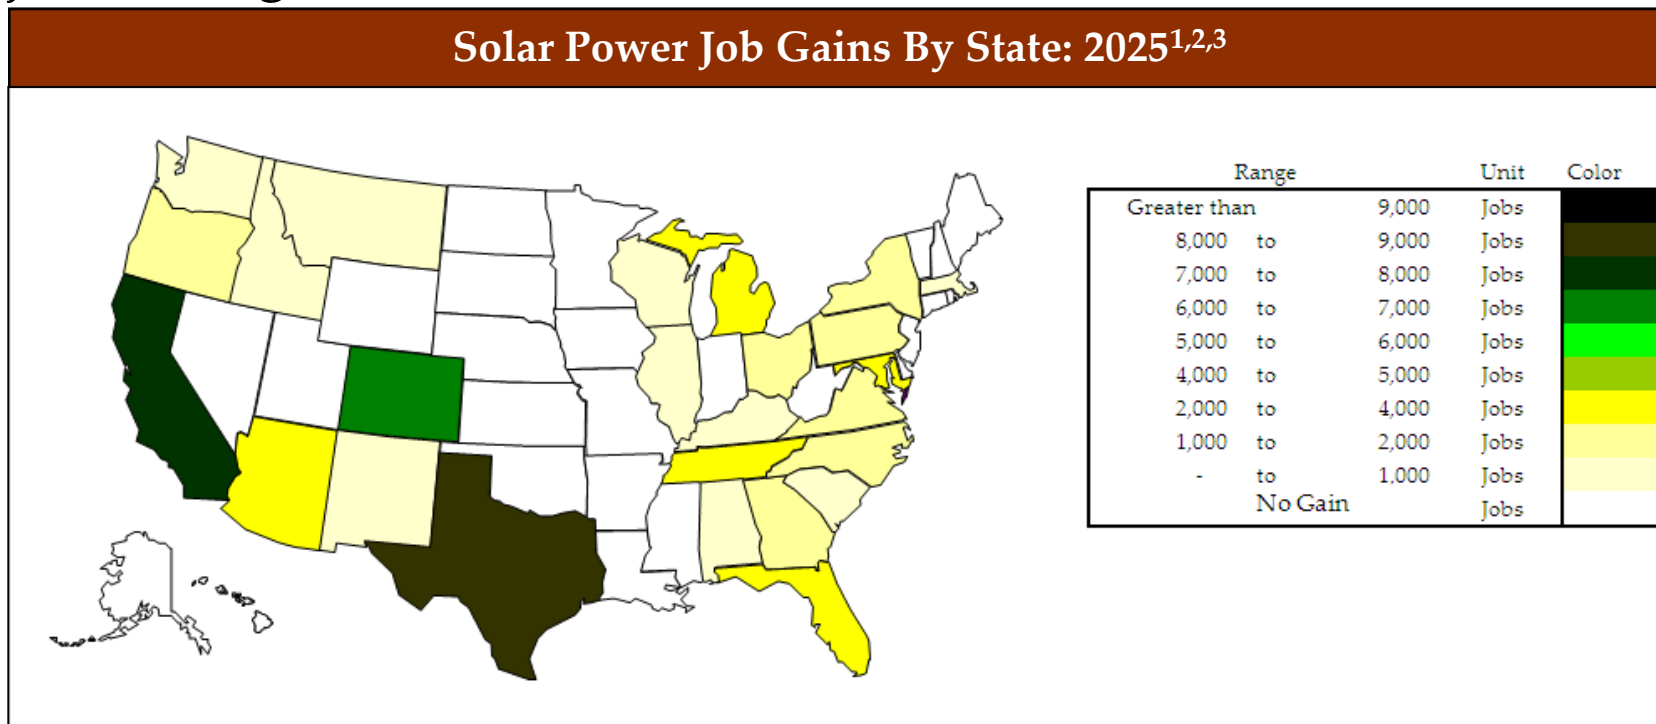 Solar Power Job Gains By State: 20251,2,3
Range Unit Color
Greater than 9,000 Jobs
8,000 to 9,000 Jobs
7,000 to 8,000 Jobs
6,000 to 7,000 Jobs
5,000 to 6,000 Jobs
4,000 to 5,000 Jobs
2,000 to 4,000 Jobs
1,000 to 2,000 Jobs
- to 1,000 Jobs
No Gain Jobs